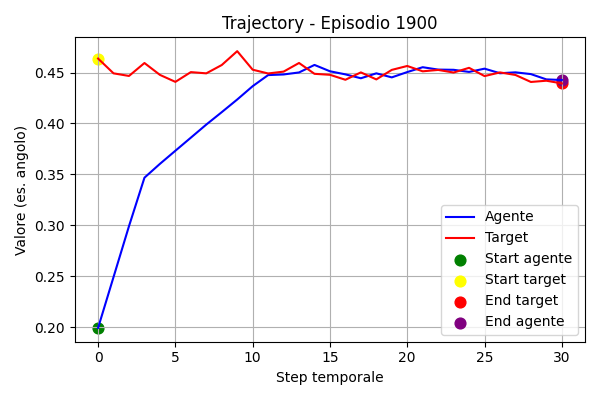 Trajectory - Episodio 1900
Valore (es. angolo)
0.45
0.40
0.35
0.30
0.25
0.20
0 5 10 15 20 25 30
Step temporale
Agente
Target
Start agente
Start target
End target
End agente